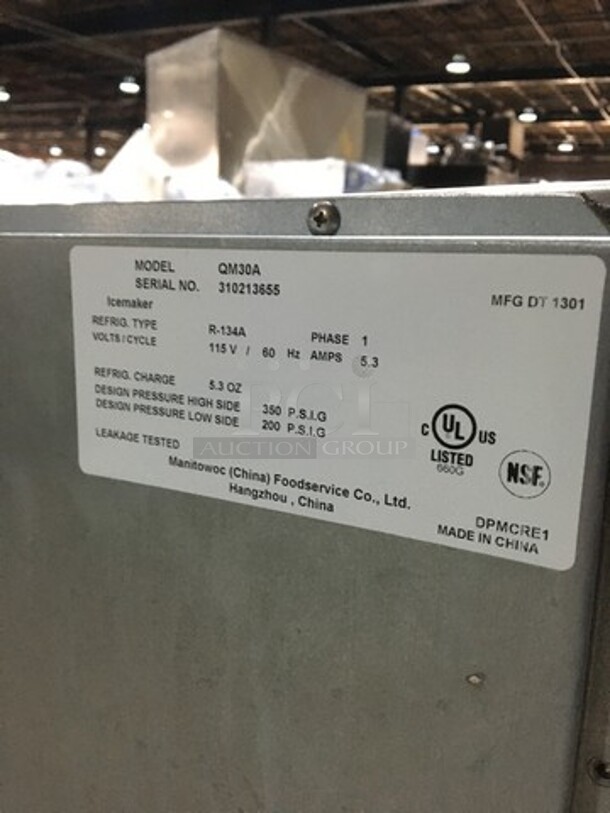 MODEL QM30A
SERIAL NO. 310213655
MFG DT 1301
Icemaker
REFRIG. TYPE R-134A PHASE 1
VOLTS / CYCLE 115 V / 60 Hz AMPS 5.3
REFRIG. CHARGE 5.3 OZ
DESIGN PRESSURE HIGH SIDE 350 P.S.I.G
DESIGN PRESSURE LOW SIDE 200 P.S.I.G
LEAKAGE TESTED
C UL US
LISTED
660G
NSF.
Manitowoc (China) Foodservice Co., Ltd.
Hangzhou , China
DPMCRE1
MADE IN CHINA
PCI
AUCTION GROUP